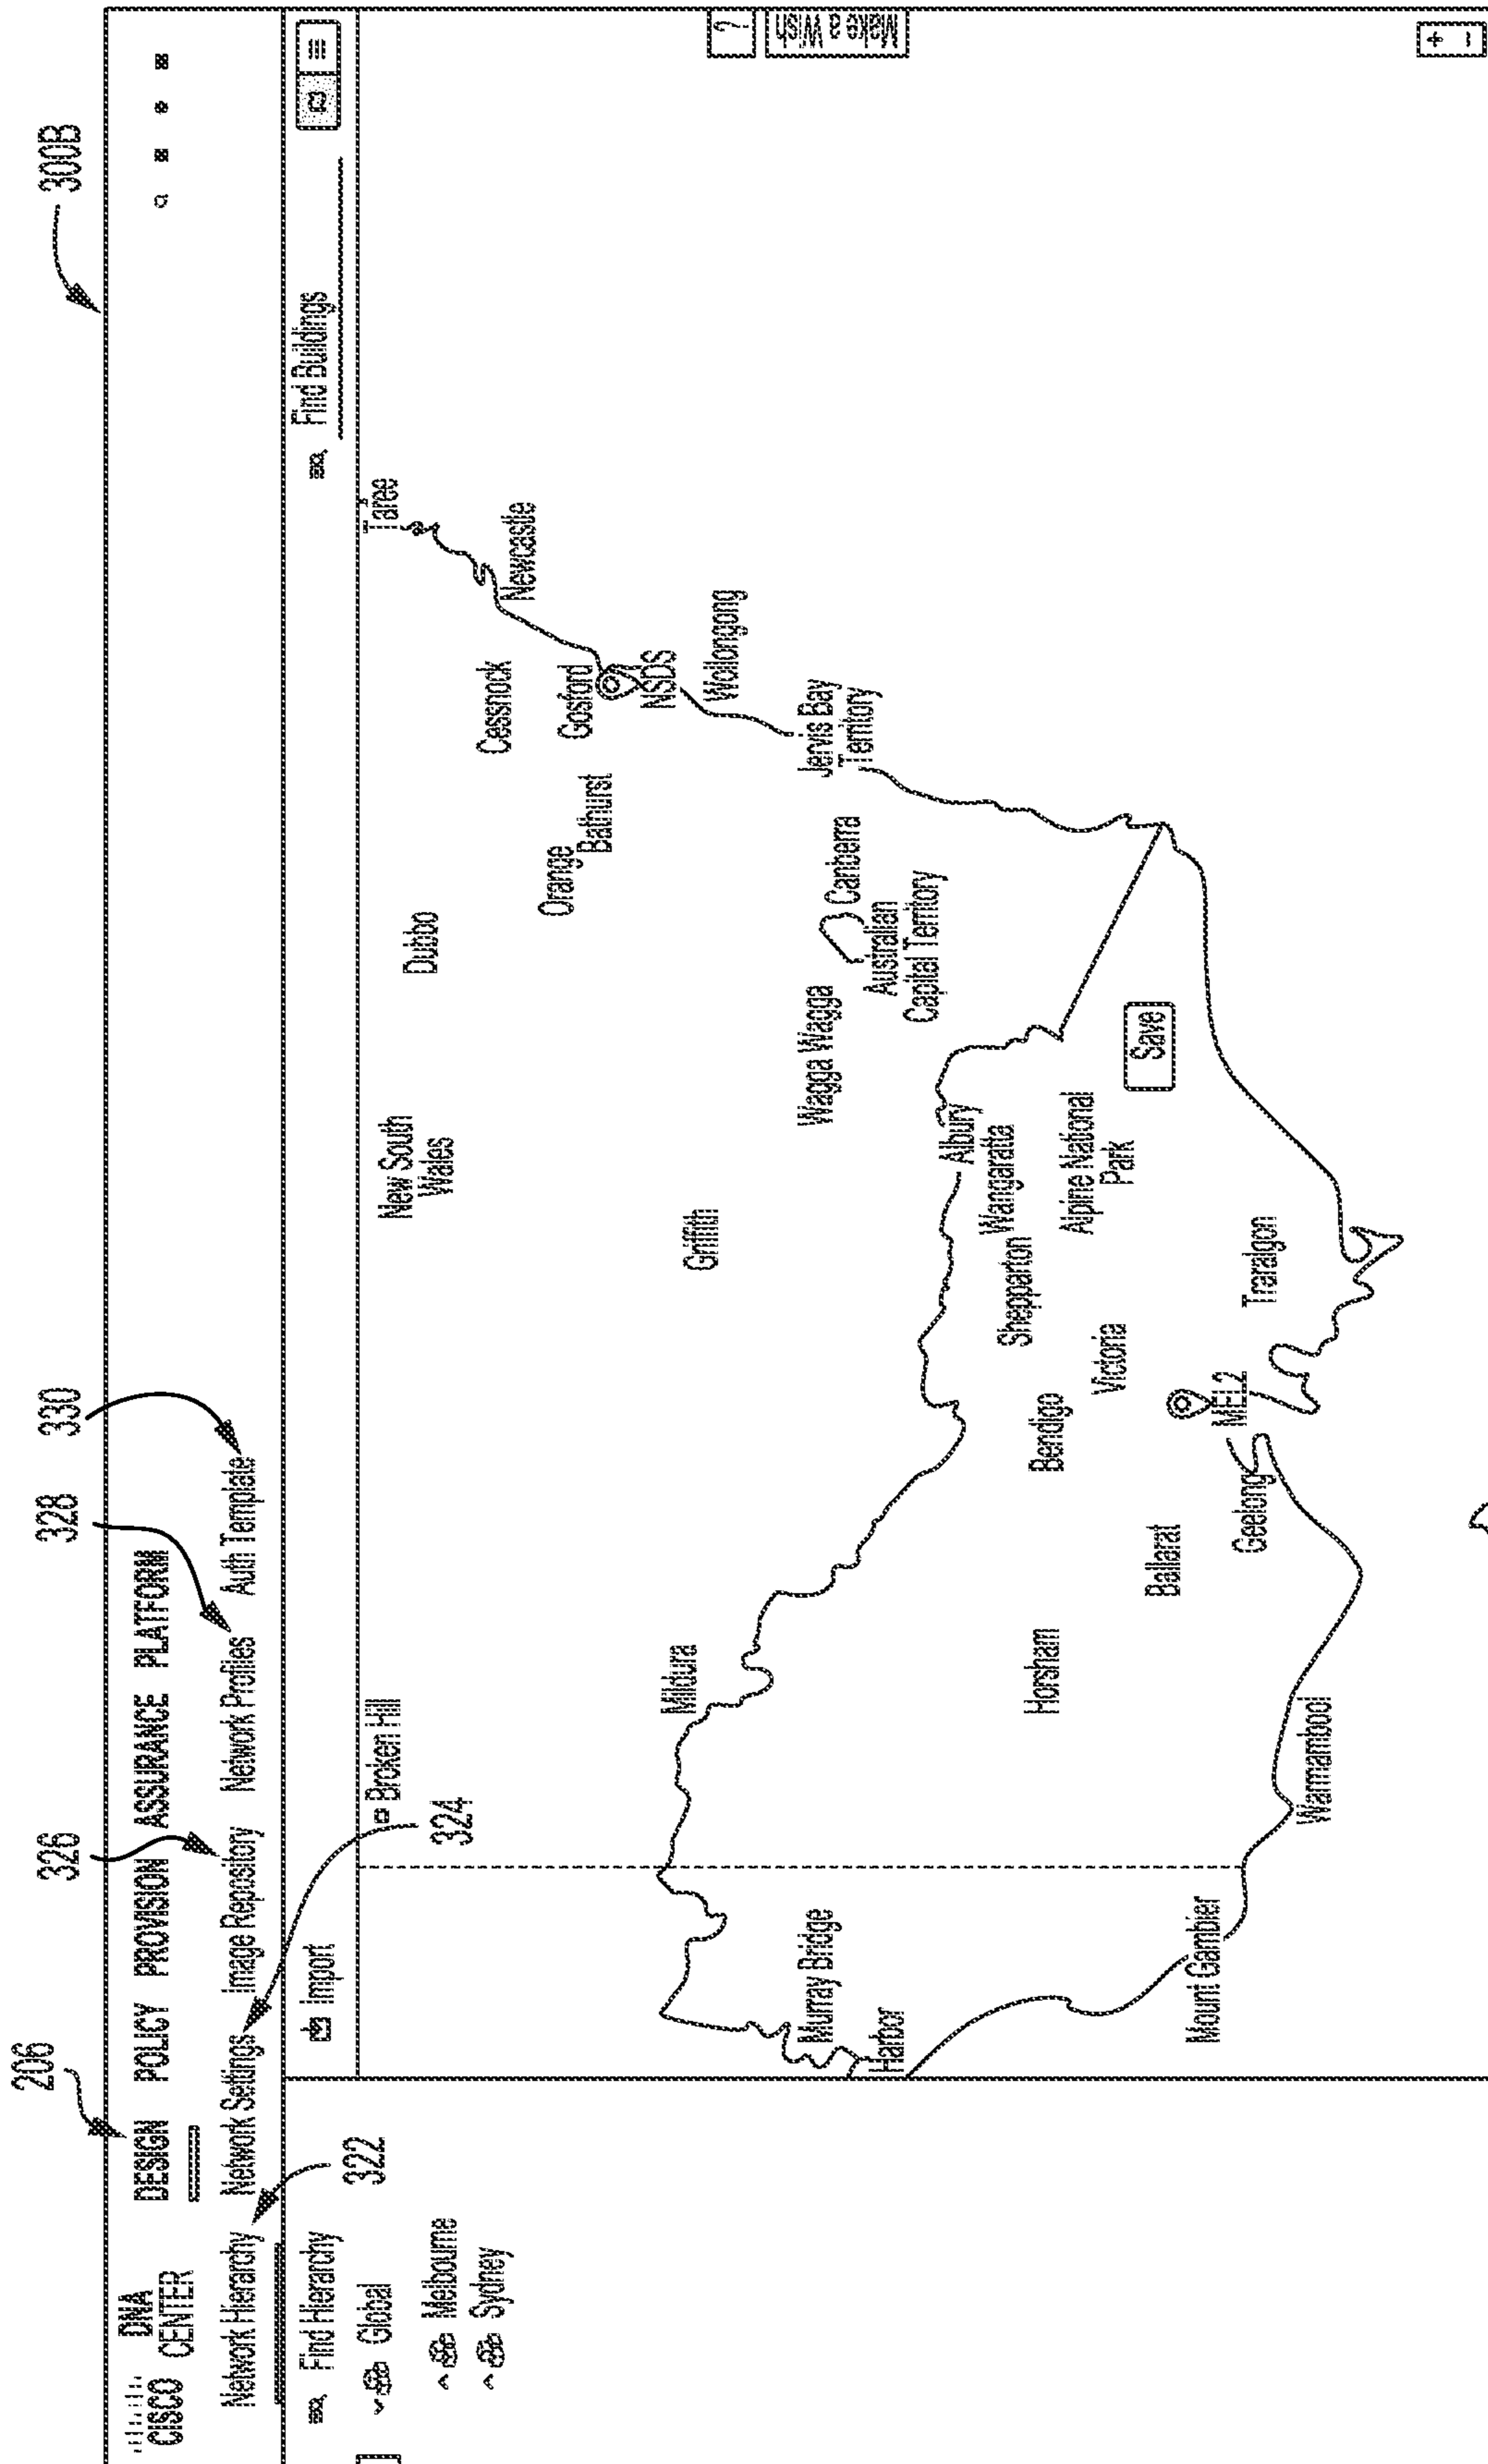 300B
206
326
328
330
CISCO DNA CENTER
DESIGN POLICY PROVISION ASSURANCE PLATFORM
Network Hierarchy Network Settings Image Repository Network Profiles Auth Template
322
324
Find Hierarchy
Import
Find Buildings
Global
Melbourne
Sydney
Broken Hill
New South
Wales
Dubbo
Taree
Cessnock
Newcastle
Orange
Bathurst
Gosford
NSDS
Mildura
Griffith
Wollongong
?
Make a Wish
Murray Bridge
Wagga Wagga
Canberra
Jervis Bay
Territory
Harbor
Australian
Capital Territory
Albury
Wangaratta
Shepparton
Horsham
Bendigo
Alpine National
Park
Victoria
Save
Ballarat
Mount Gambier
MEL2
Geelong
Traralgon
Warrnambool
+
-